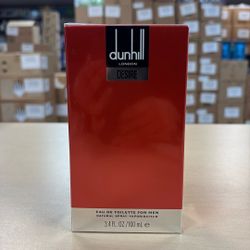 dunhill
LONDON
DESIRE
EAU DE TOILETTE FOR MEN
NATURAL SPRAY VAPORISATEUR
3.4 FL. OZ/100 ml ℮